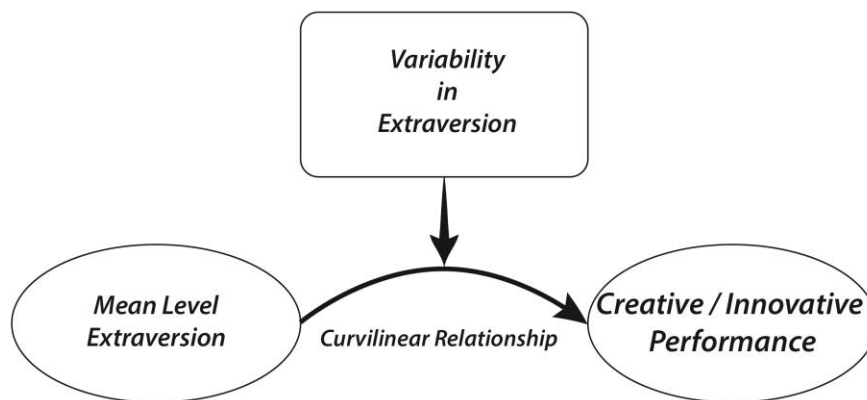 Variability
in
Extraversion
Mean Level
Extraversion
Curvilinear Relationship
Creative / Innovative
Performance